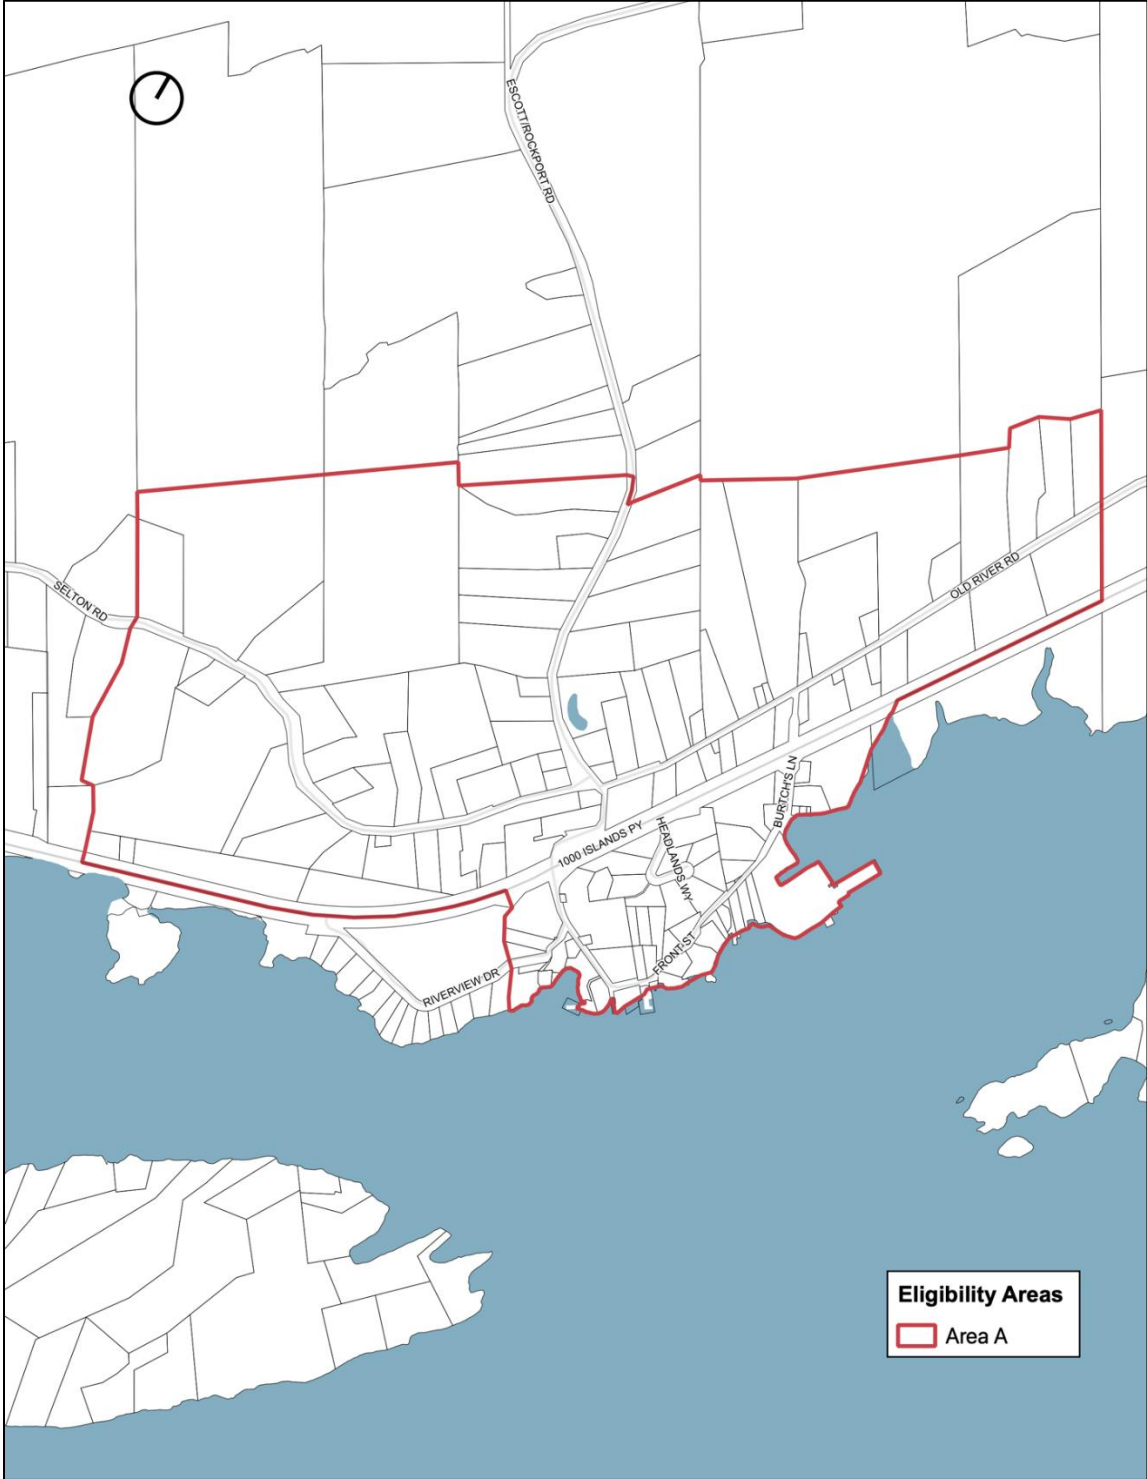 ESCOTT/ROCKPORT RD
SELTON RD
OLD RIVER RD
BURTCH'S LN
1000 ISLANDS PY
HEADLANDS WY
FRONT ST
RIVERVIEW DR
Eligibility Areas
Area A